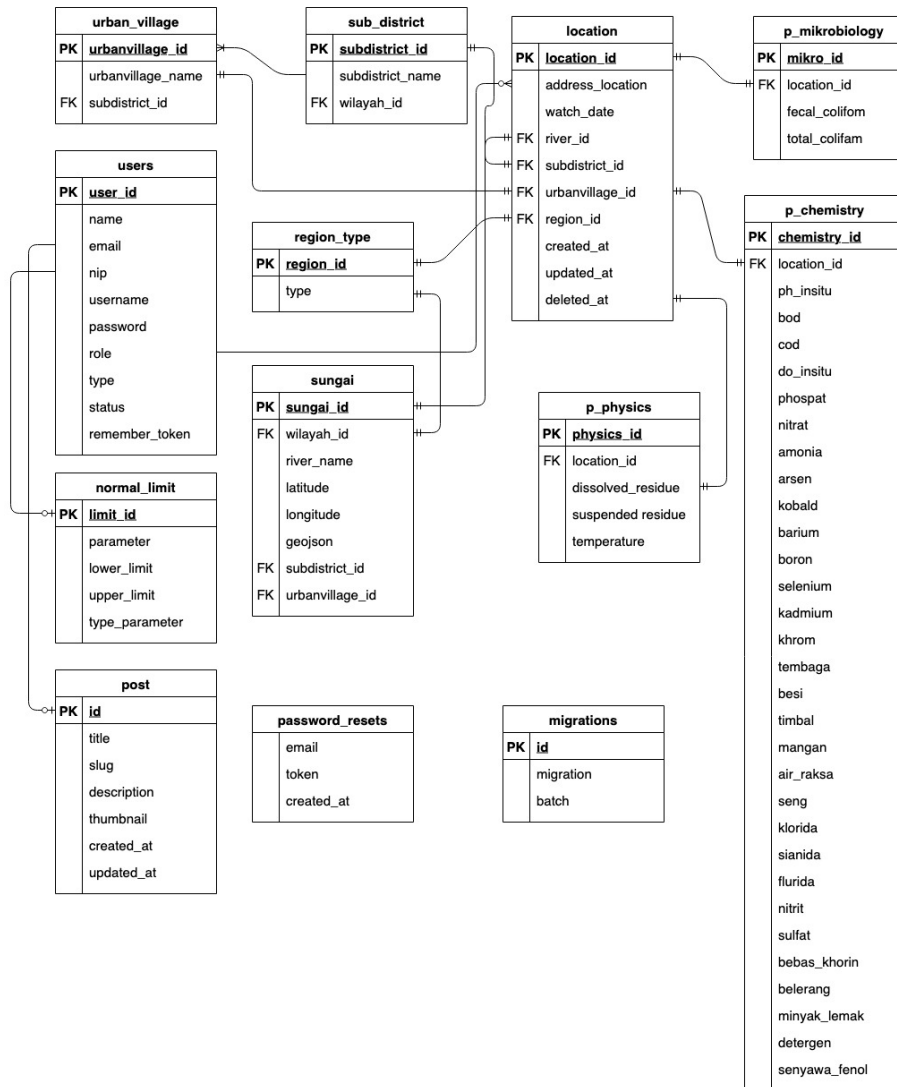 urban_village
PK urbanvillage_id
urbanvillage_name
FK subdistrict_id
sub_district
PK subdistrict_id
subdistrict_name
FK wilayah_id
location
PK location_id
address_location
watch_date
FK river_id
FK subdistrict_id
FK urbanvillage_id
FK region_id
created_at
updated_at
deleted_at
p_mikrobiology
PK mikro_id
FK location_id
fecal_colifom
total_colifam
users
PK user_id
name
email
nip
username
password
role
type
status
remember_token
region_type
PK region_id
type
p_chemistry
PK chemistry_id
FK location_id
ph_insitu
bod
cod
do_insitu
phospat
nitrat
amonia
arsen
kobald
barium
boron
selenium
kadmium
khrom
tembaga
besi
timbal
mangan
air_raksa
seng
klorida
sianida
flurida
nitrit
sulfat
bebas_khorin
belerang
minyak_lemak
detergen
senyawa_fenol
sungai
PK sungai_id
FK wilayah_id
river_name
latitude
longitude
geojson
FK subdistrict_id
FK urbanvillage_id
p_physics
PK physics_id
FK location_id
dissolved_residue
suspended residue
temperature
normal_limit
PK limit_id
parameter
lower_limit
upper_limit
type_parameter
post
PK id
title
slug
description
thumbnail
created_at
updated_at
password_resets
email
token
created_at
migrations
PK id
migration
batch